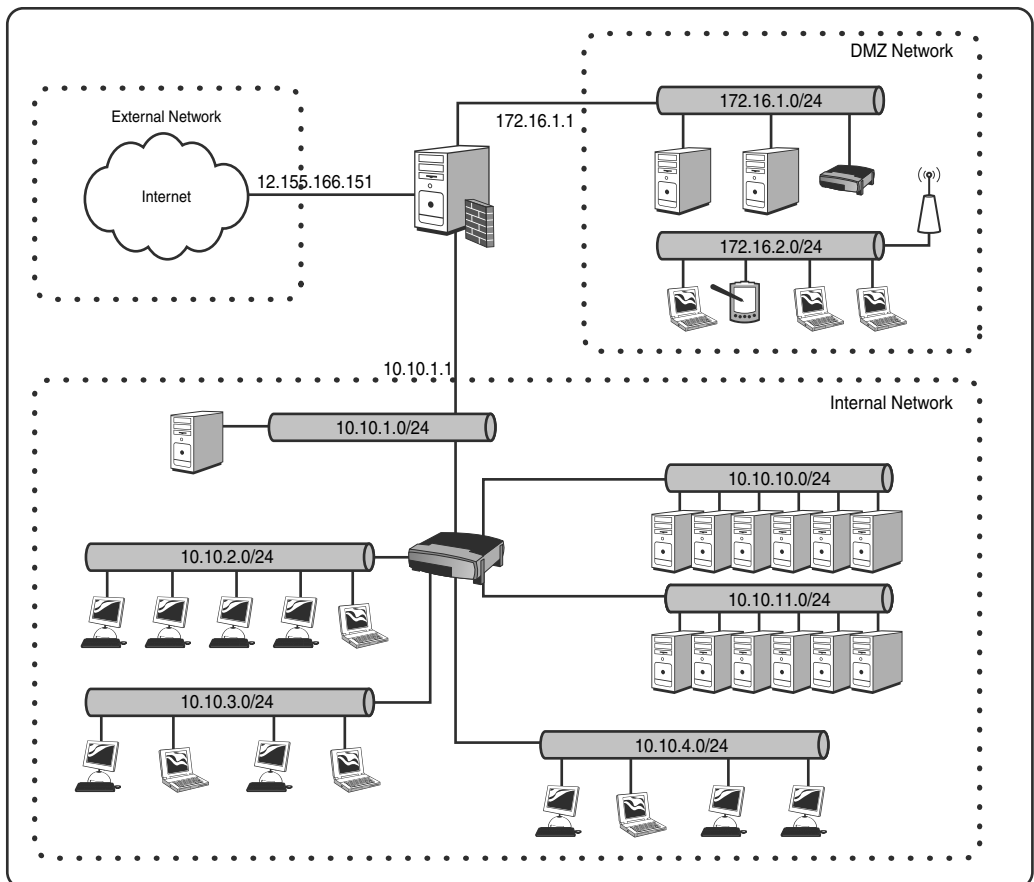 DMZ Network
172.16.1.0/24
172.16.1.1
External Network
12.155.166.151
Internet
172.16.2.0/24
10.10.1.1
Internal Network
10.10.1.0/24
10.10.10.0/24
10.10.2.0/24
10.10.11.0/24
10.10.3.0/24
10.10.4.0/24